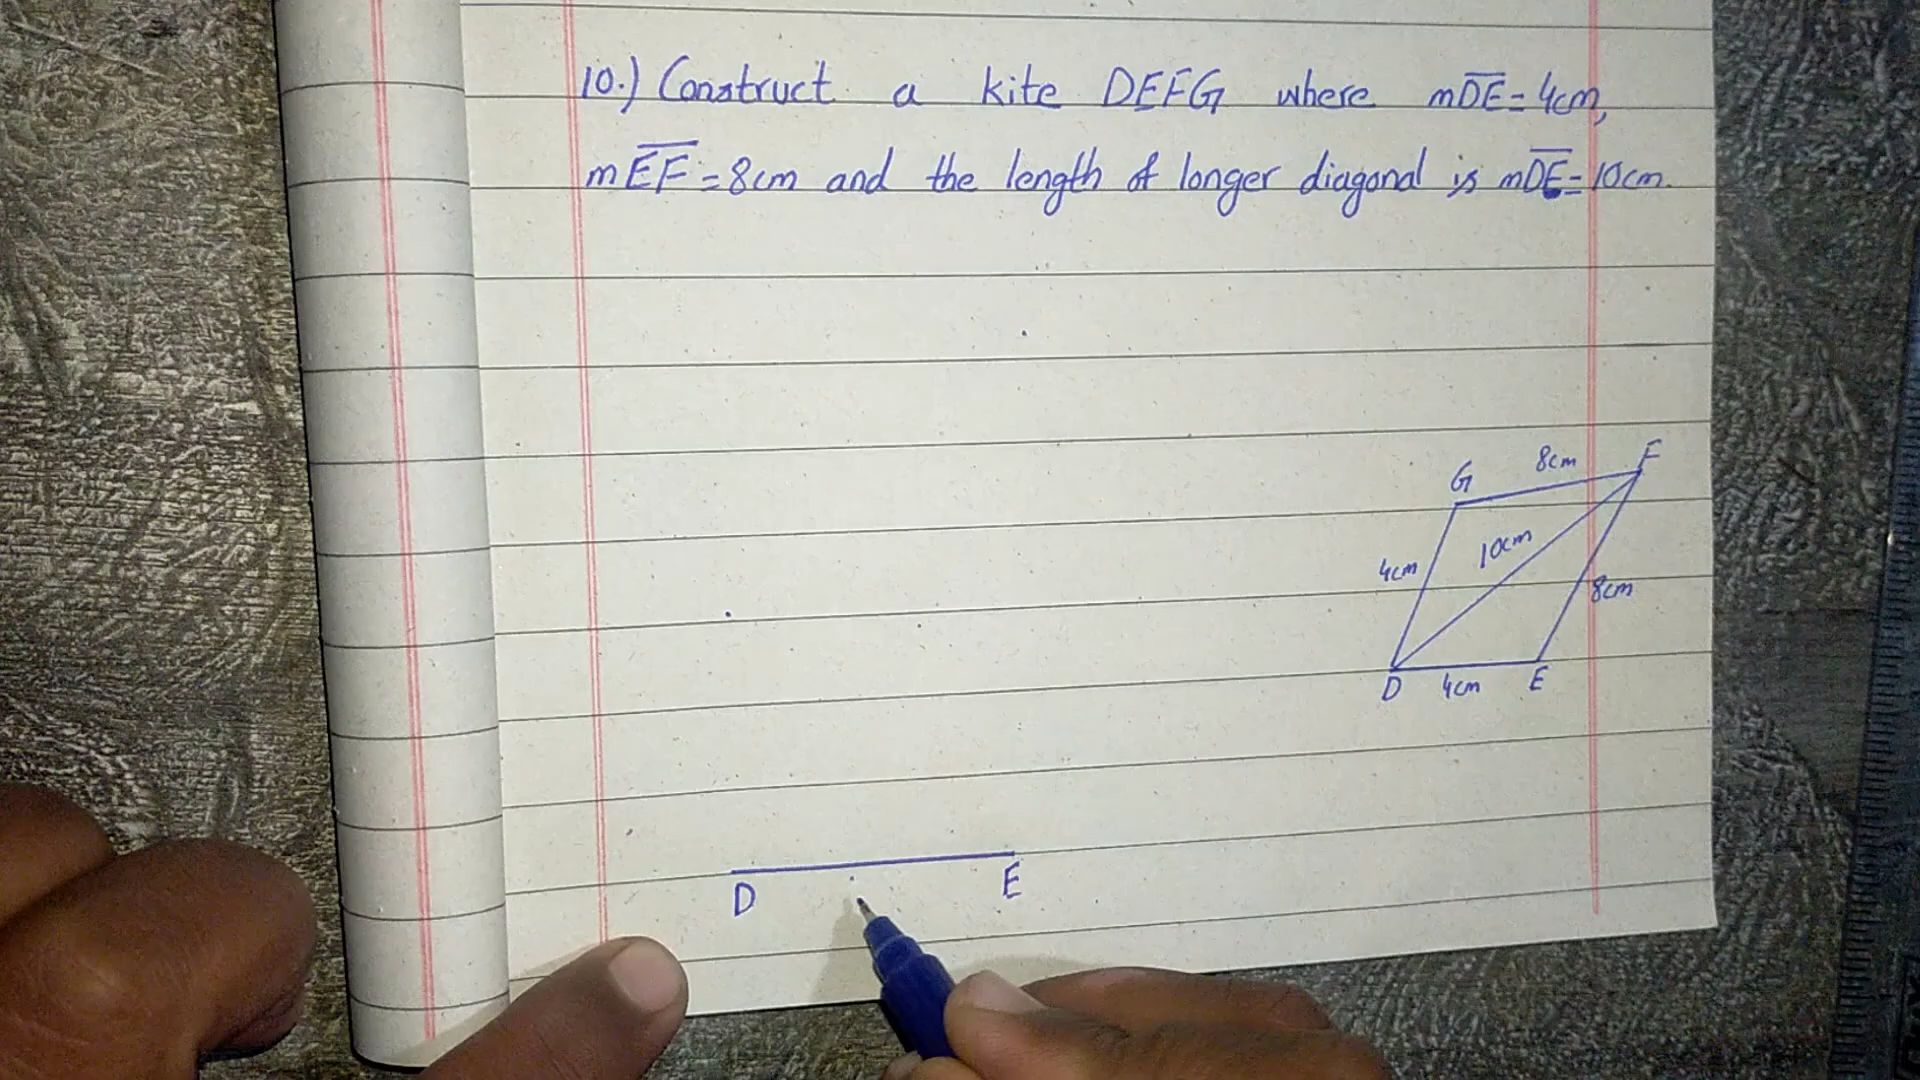 10.) Construct a kite DEFG where mDE = 4cm,
mEF = 8cm and the length of longer diagonal is mDE = 10cm.
G 8cm F
10cm
4cm
8cm
D 4cm E
D E